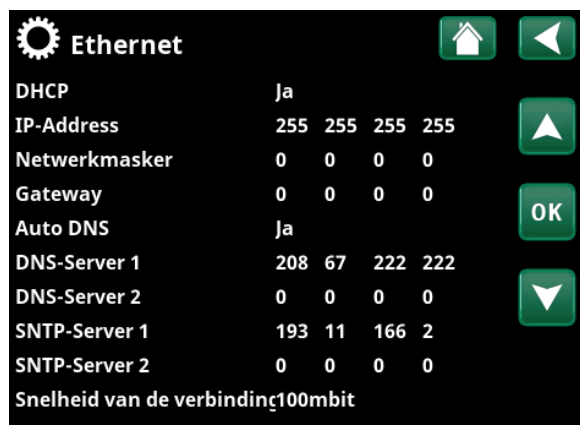 Ethernet
DHCP Ja
IP-Address 255 255 255 255
Netwerkmasker 0 0 0 0
Gateway 0 0 0 0
OK
Auto DNS Ja
DNS-Server 1 208 67 222 222
DNS-Server 2 0 0 0 0
SNTP-Server 1 193 11 166 2
SNTP-Server 2 0 0 0 0
Snelheid van de verbinding 100mbit